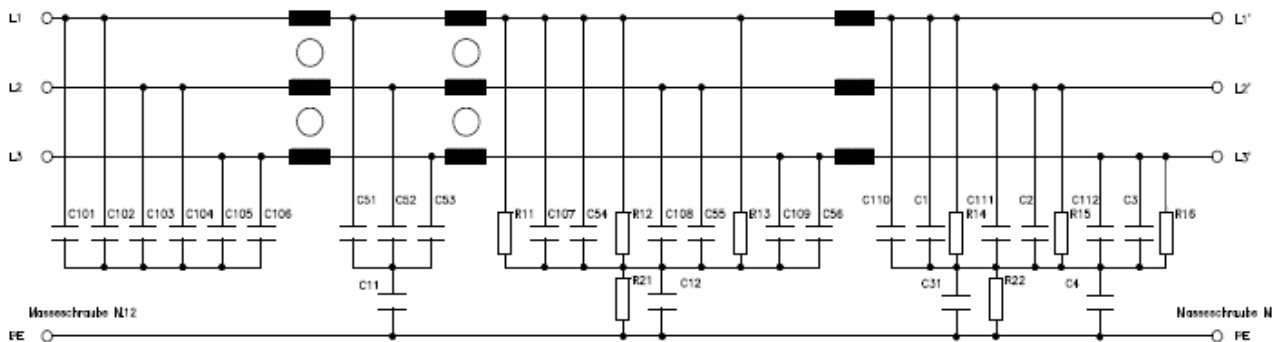 L1
L1'
L2
L2'
L3
L3'
C101
C102
C103
C104
C105
C106
C51
C52
C53
R11
C107
C54
R12
C108
C55
R13
C109
C56
C110
C1
R14
C111
C2
R15
C112
C3
R16
C11
R21
C12
C31
R22
C4
Masseschraube M12
Masseschraube M
PE
PE